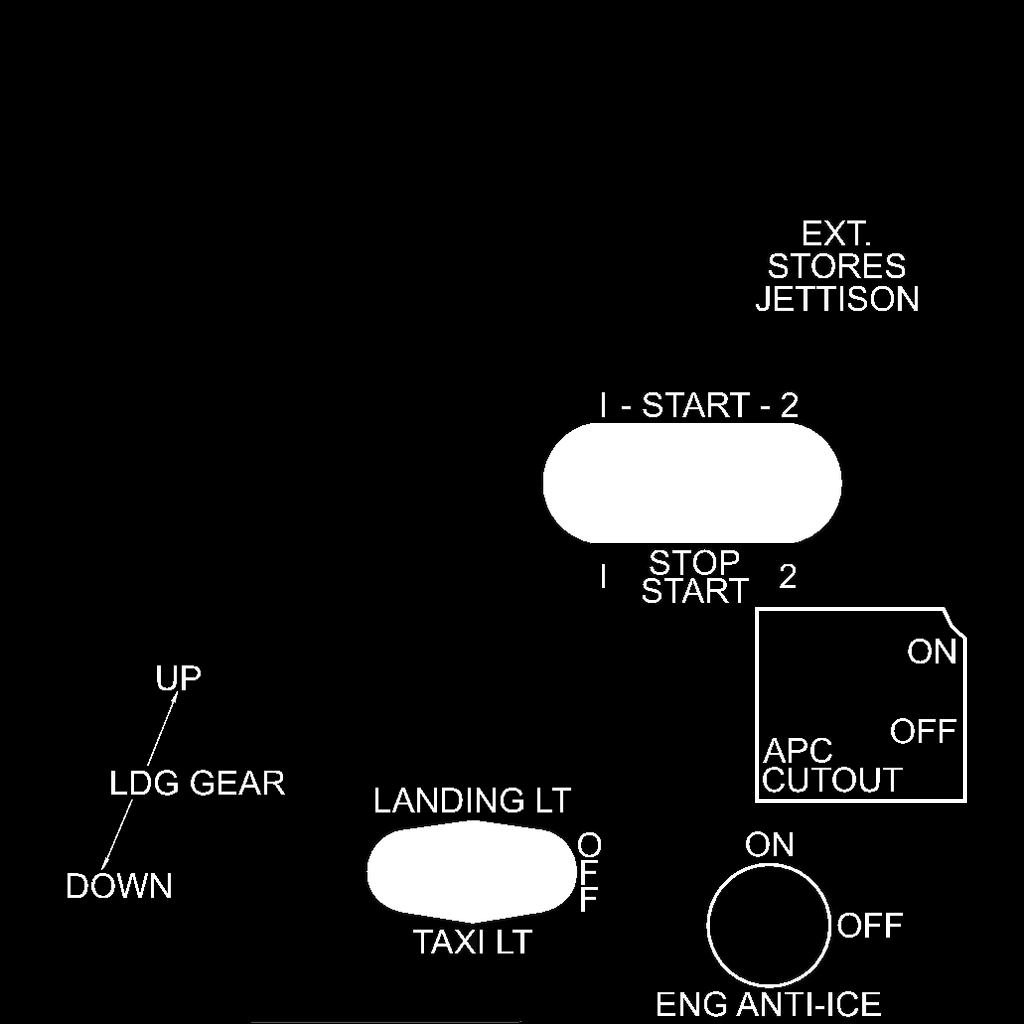 EXT.
STORES
JETTISON
I - START - 2
I STOP 2
START
ON
OFF
APC
CUTOUT
UP
LDG GEAR
DOWN
LANDING LT
OFF
TAXI LT
ON
OFF
ENG ANTI-ICE